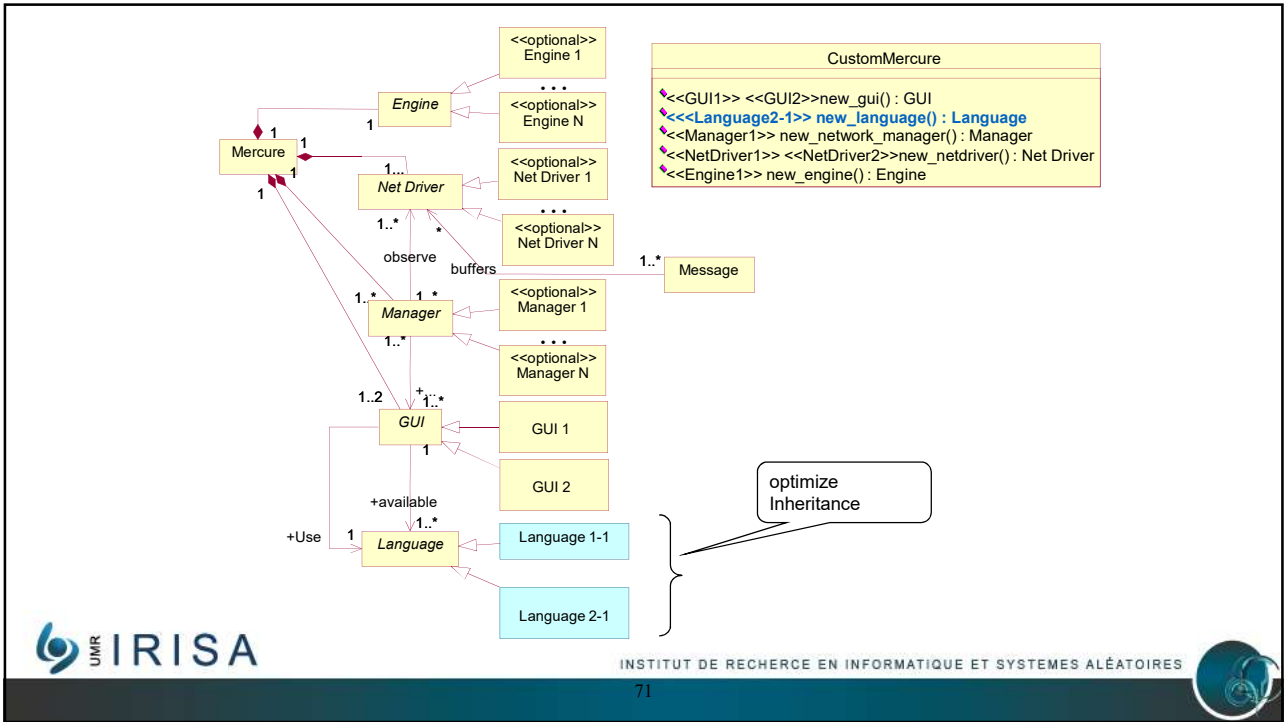 <<optional>>
Engine 1
. . .
<<optional>>
Engine N
Engine
1
1
Mercure
1
1
1
1...
Net Driver
<<optional>>
Net Driver 1
. . .
<<optional>>
Net Driver N
1..*
*
observe
buffers
1..*
Message
1..*
1..*
Manager
1..*
<<optional>>
Manager 1
. . .
<<optional>>
Manager N
1..2
+...
1..*
GUI
1
GUI 1
GUI 2
+available
1..*
+Use
1
Language
Language 1-1
Language 2-1
CustomMercure
<<GUI1>> <<GUI2>>new_gui() : GUI
<<<Language2-1>> new_language() : Language
<<Manager1>> new_network_manager() : Manager
<<NetDriver1>> <<NetDriver2>>new_netdriver() : Net Driver
<<Engine1>> new_engine() : Engine
optimize
Inheritance
UMR IRISA
INSTITUT DE RECHERCE EN INFORMATIQUE ET SYSTEMES ALÉATOIRES
71